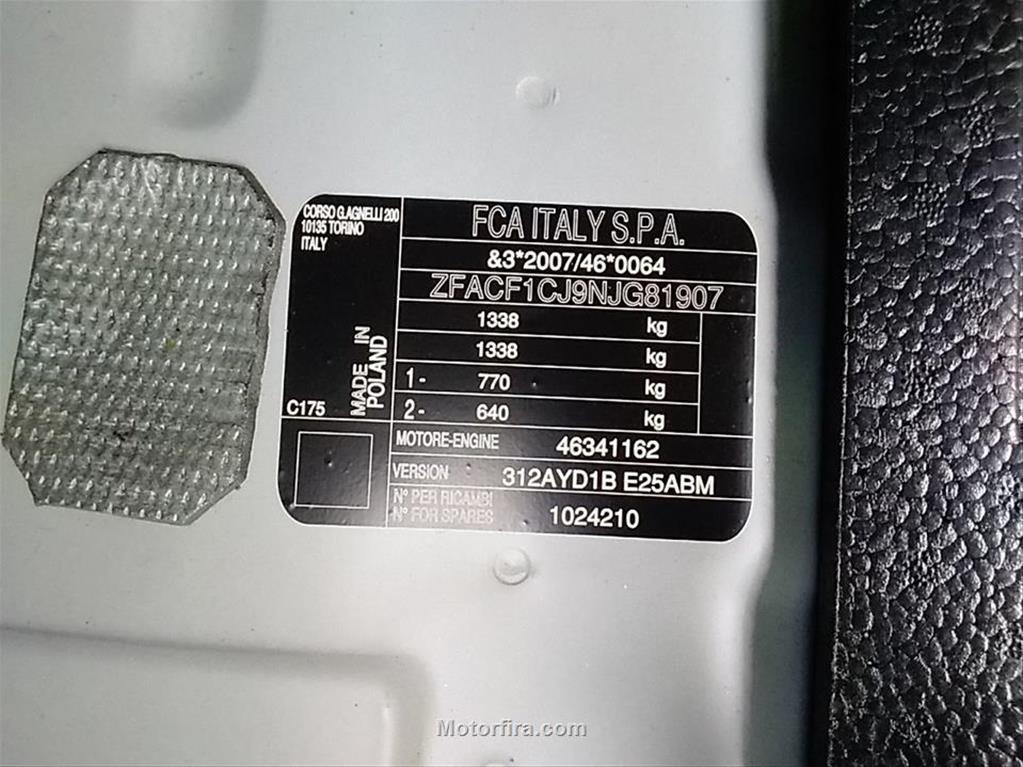 CORSO G.AGNELLI 200
10135 TORINO
ITALY
FCA ITALY S.P.A.
&3*2007/46*0064
ZFACF1CJ9NJG81907
1338 kg
1338 kg
1- 770 kg
2- 640 kg
MADE IN
POLAND
C175
MOTORE-ENGINE 46341162
VERSION 312AYD1B E25ABM
N° PER RICAMBI
N° FOR SPARES 1024210
Motorfira.com